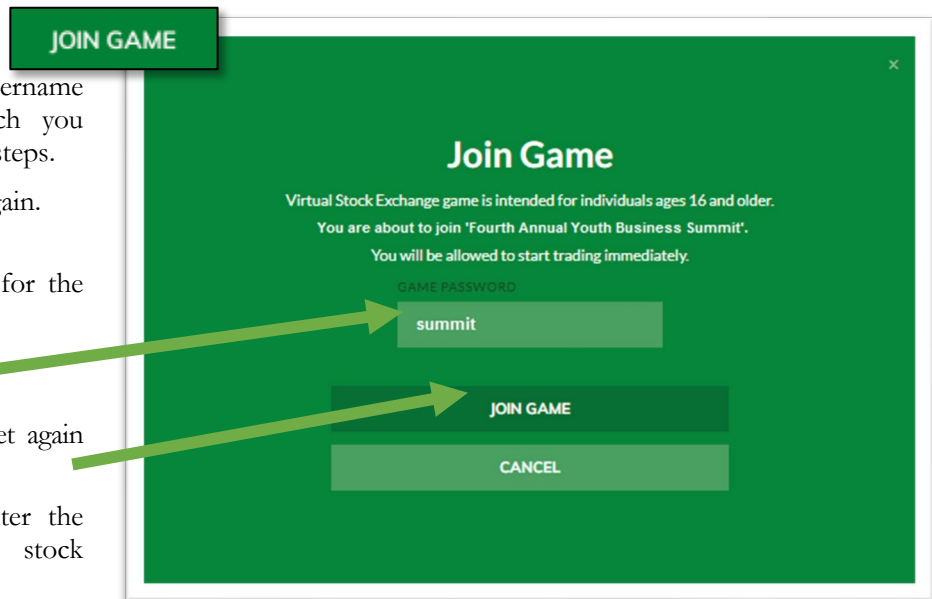 JOIN GAME
ername
ch you
steps.
gain.
for the
et again
ter the
stock
×
Join Game
Virtual Stock Exchange game is intended for individuals ages 16 and older.
You are about to join 'Fourth Annual Youth Business Summit'.
You will be allowed to start trading immediately.
GAME PASSWORD
summit
JOIN GAME
CANCEL